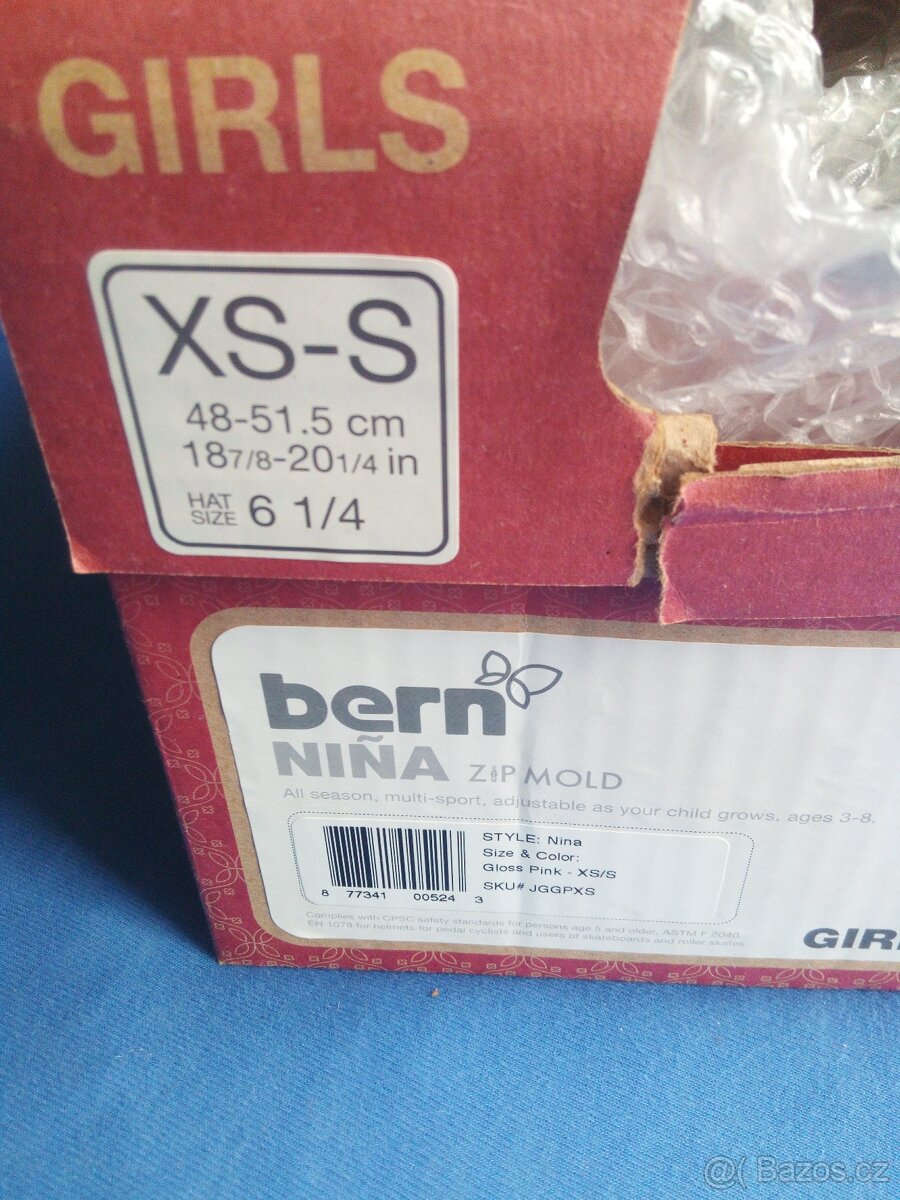 GIRLS
XS-S
48-51.5 cm
18 7/8-20 1/4 in
HAT SIZE 6 1/4
bern
NIÑA ZIP MOLD
All season, multi-sport, adjustable as your child grows, ages 3-8.
STYLE: Nina
Size & Color:
Gloss Pink - XS/S
SKU# JGGPXS
8 77341 00524 3
Complies with CPSC safety standards for persons age 5 and older, ASTM F 2040,
EN 1078 for helmets for pedal cyclists and users of skateboards and roller skates
GIR
@( Bazos.cz